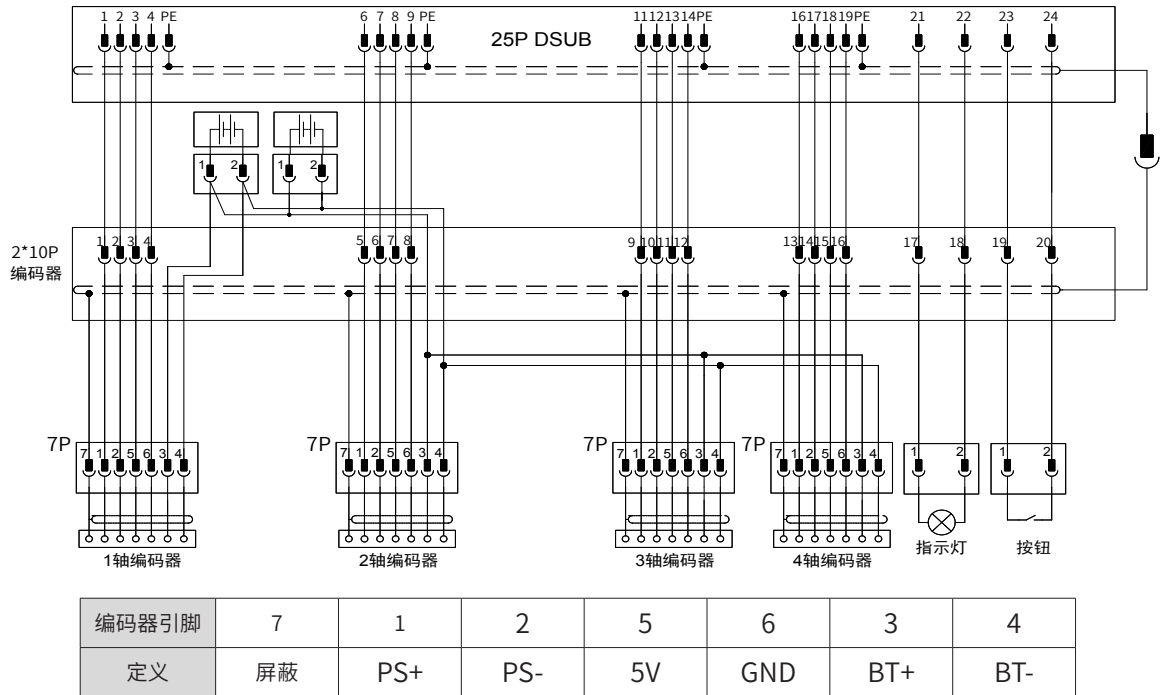 1 2 3 4 PE 6 7 8 9 PE 11 12 13 14 PE 16 17 18 19 PE 21 22 23 24
25P DSUB
1 2 1 2
1 2 3 4 5 6 7 8 9 10 11 12 13 14 15 16 17 18 19 20
2*10P
编码器
7P 7P 7P 7P
7 1 2 5 6 3 4 7 1 2 5 6 3 4 7 1 2 5 6 3 4 7 1 2 5 6 3 4 1 2 1 2
1轴编码器 2轴编码器 3轴编码器 4轴编码器 指示灯 按钮
编码器引脚 7 1 2 5 6 3 4
定义 屏蔽 PS+ PS- 5V GND BT+ BT-